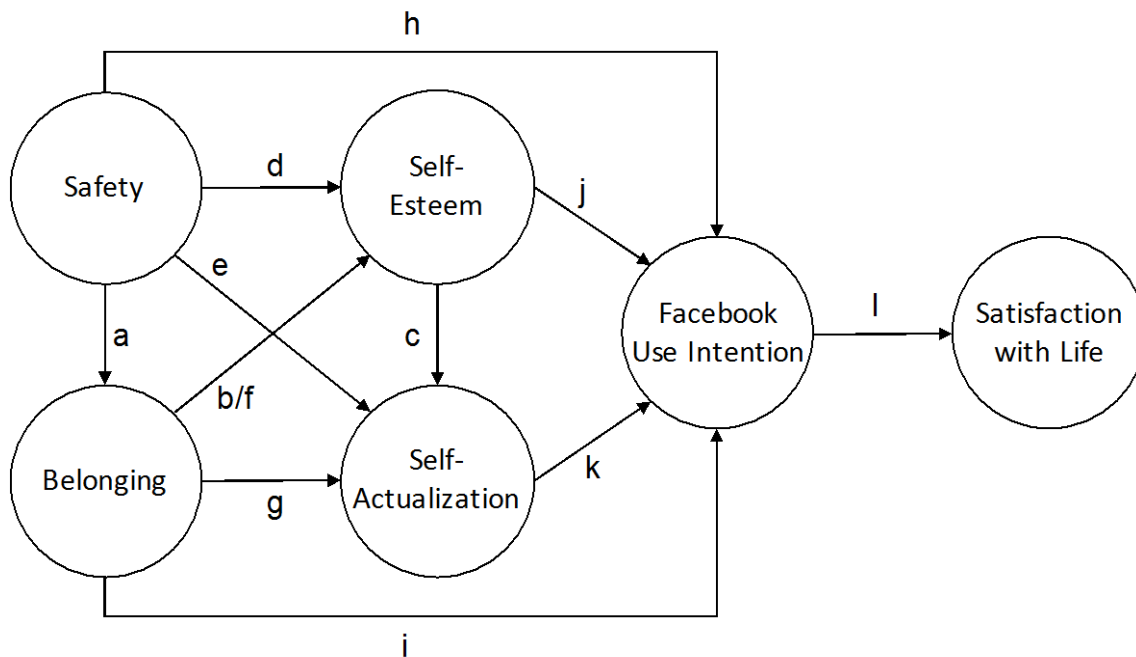 h
Safety
d
Self-
Esteem
j
e
a
c
Facebook
Use Intention
l
Satisfaction
with Life
b/f
Belonging
g
Self-
Actualization
k
i